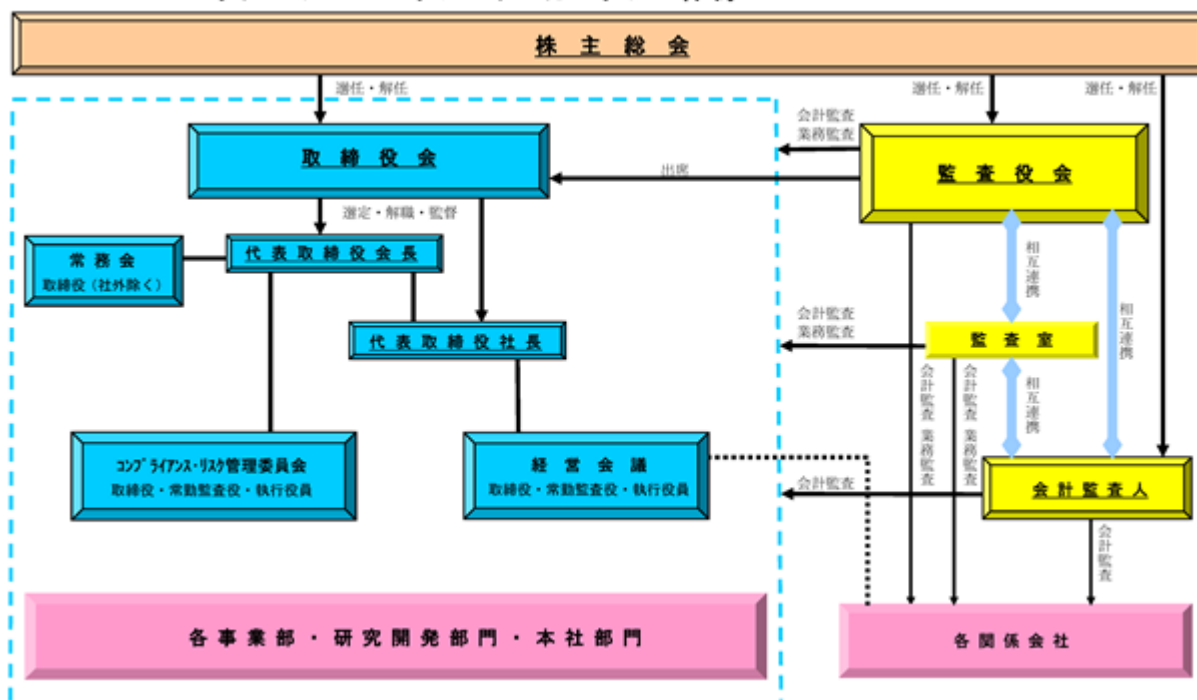 株主総会
選任・解任
選任・解任
選任・解任
取締役会
会計監査
業務監査
監査役会
出席
選定・解職・監督
代表取締役会長
常務会
取締役（社外除く）
相互連携
代表取締役社長
会計監査
業務監査
監査室
相互連携
会計監査 業務監査
会計監査 業務監査
相互連携
コンプライアンス・リスク管理委員会
取締役・常勤監査役・執行役員
経営会議
取締役・常勤監査役・執行役員
会計監査
会計監査人
会計監査
各事業部・研究開発部門・本社部門
各関係会社